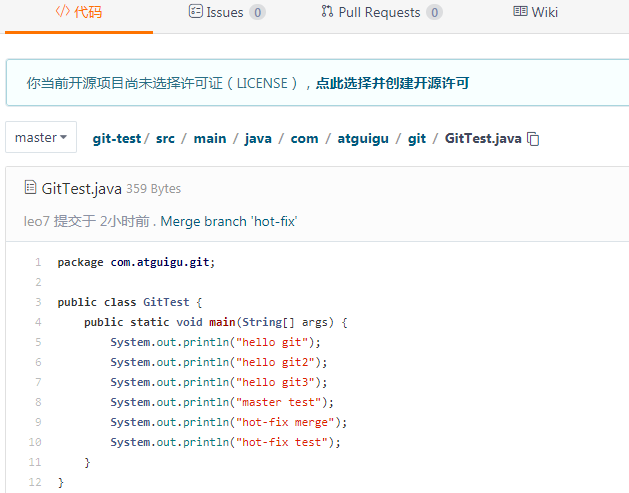 代码 Issues 0 Pull Requests 0 Wiki
你当前开源项目尚未选择许可证（LICENSE），点此选择并创建开源许可
master git-test / src / main / java / com / atguigu / git / GitTest.java
GitTest.java 359 Bytes
leo7 提交于 2小时前 . Merge branch 'hot-fix'
1 package com.atguigu.git;
2
3 public class GitTest {
4     public static void main(String[] args) {
5         System.out.println("hello git");
6         System.out.println("hello git2");
7         System.out.println("hello git3");
8         System.out.println("master test");
9         System.out.println("hot-fix merge");
10         System.out.println("hot-fix test");
11     }
12 }